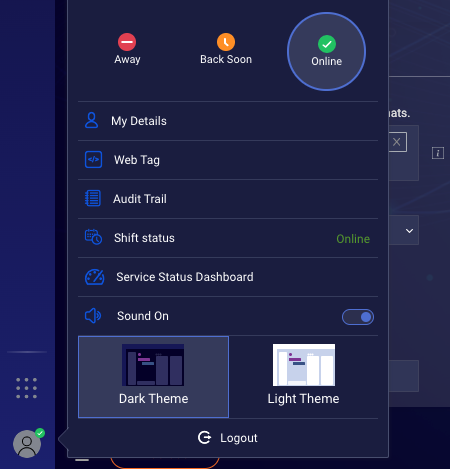 Away
Back Soon
Online
My Details
Web Tag
Audit Trail
Shift status
Online
Service Status Dashboard
Sound On
Dark Theme
Light Theme
Logout